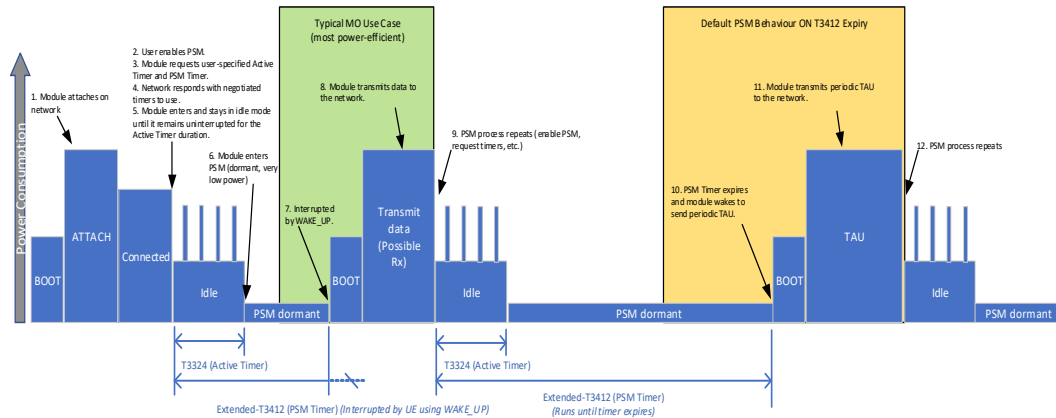 Typical MO Use Case
(most power-efficient)
Default PSM Behaviour ON T3412 Expiry
2. User enables PSM.
3. Module requests user-specified Active
Timer and PSM Timer.
4. Network responds with negotiated
timers to use.
5. Module enters and stays in idle mode
until it remains uninterrupted for the
Active Timer duration.
1. Module attaches on
network
6. Module enters
PSM (dormant, very
low power)
7. Interrupted
by WAKE_UP.
8. Module transmits data to
the network.
9. PSM process repeats (enable PSM,
request timers, etc.)
10. PSM Timer expires
and module wakes to
send periodic TAU.
11. Module transmits periodic TAU
to the network.
12. PSM process repeats
Power Consumption
BOOT
ATTACH
Connected
Idle
PSM dormant
BOOT
Transmit
data
(Possible
Rx)
Idle
PSM dormant
BOOT
TAU
Idle
PSM dormant
T3324 (Active Timer)
T3324 (Active Timer)
Extended-T3412 (PSM Timer) (Interrupted by UE using WAKE_UP)
Extended-T3412 (PSM Timer)
(Runs until timer expires)